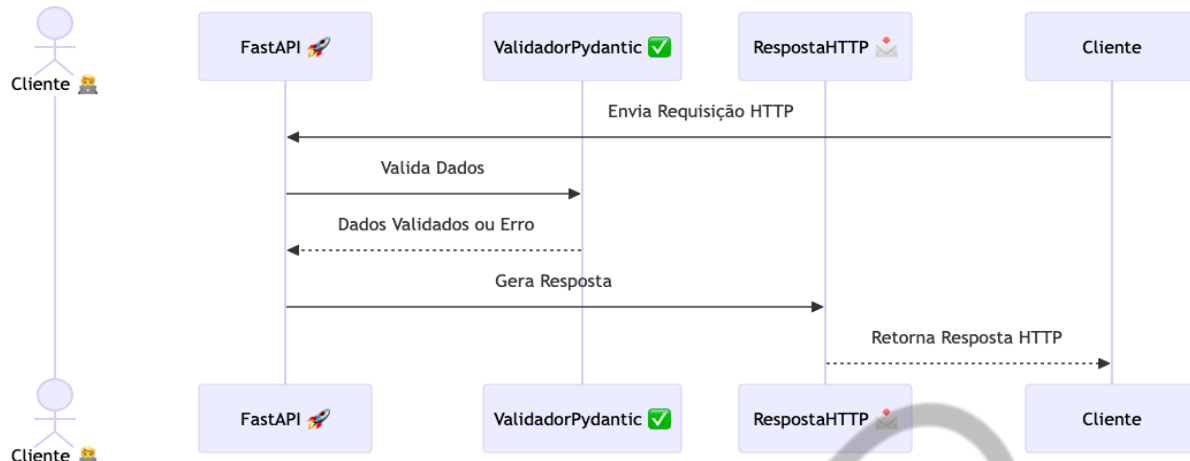 FastAPI 🚀
ValidadorPydantic ✅
RespostaHTTP 📩
Cliente
Cliente 👩‍💻
Envia Requisição HTTP
Valida Dados
Dados Validados ou Erro
Gera Resposta
Retorna Resposta HTTP
FastAPI 🚀
ValidadorPydantic ✅
RespostaHTTP 📩
Cliente
Cliente 👩‍💻